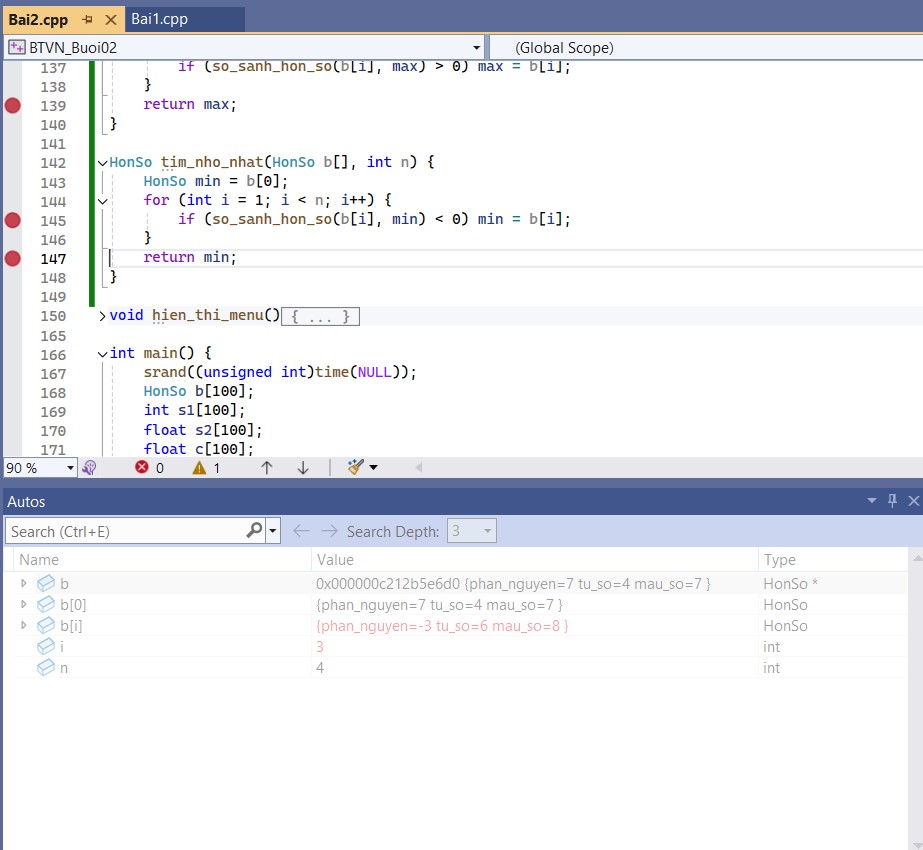 Bai2.cpp Bai1.cpp
BTVN_Buoi02 (Global Scope)
137 if (so_sanh_hon_so(b[i], max) > 0) max = b[i];
138 }
139 return max;
140 }
141
142 HonSo tim_nho_nhat(HonSo b[], int n) {
143 HonSo min = b[0];
144 for (int i = 1; i < n; i++) {
145 if (so_sanh_hon_so(b[i], min) < 0) min = b[i];
146 }
147 return min;
148 }
149
150 void hien_thi_menu(){ ... }
165
166 int main() {
167 srand((unsigned int)time(NULL));
168 HonSo b[100];
169 int s1[100];
170 float s2[100];
171 float c[100];
90 % 0 1
Autos
Search (Ctrl+E) Search Depth: 3
Name Value Type
b 0x000000c212b5e6d0 {phan_nguyen=7 tu_so=4 mau_so=7 } HonSo *
b[0] {phan_nguyen=7 tu_so=4 mau_so=7 } HonSo
b[i] {phan_nguyen=-3 tu_so=6 mau_so=8 } HonSo
i 3 int
n 4 int